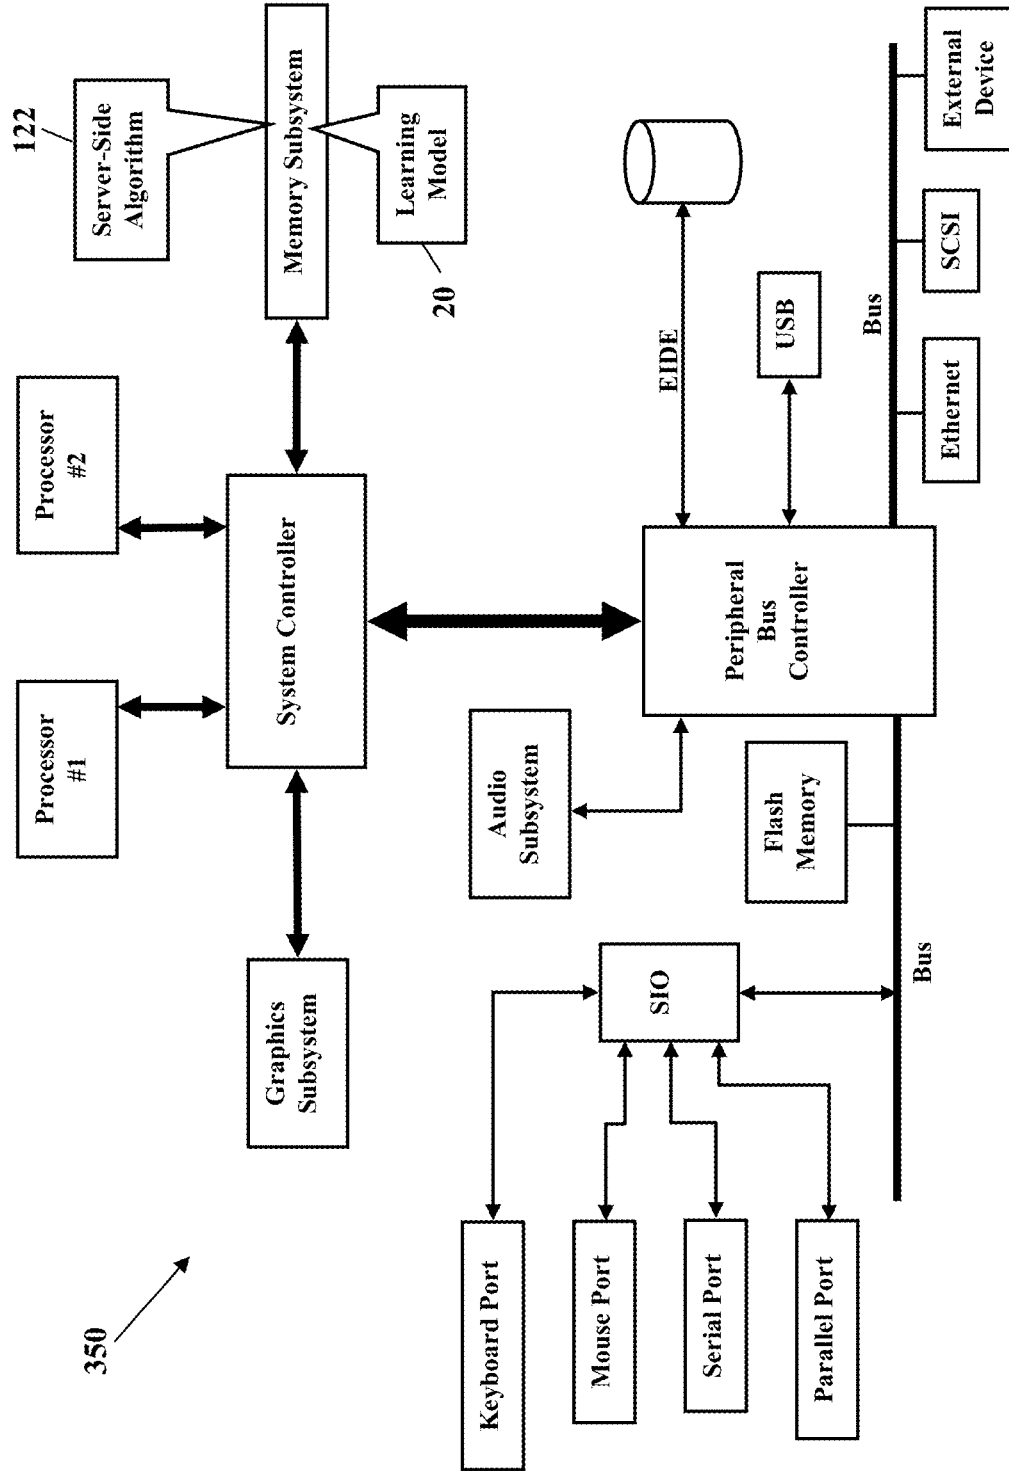 350
Processor
#1
Processor
#2
122
Server-Side
Algorithm
Graphics
Subsystem
System Controller
Memory Subsystem
Learning
Model
20
Keyboard Port
Mouse Port
Serial Port
Parallel Port
SIO
Audio
Subsystem
Flash
Memory
Peripheral
Bus
Controller
EIDE
USB
Bus
Bus
Ethernet
SCSI
External
Device